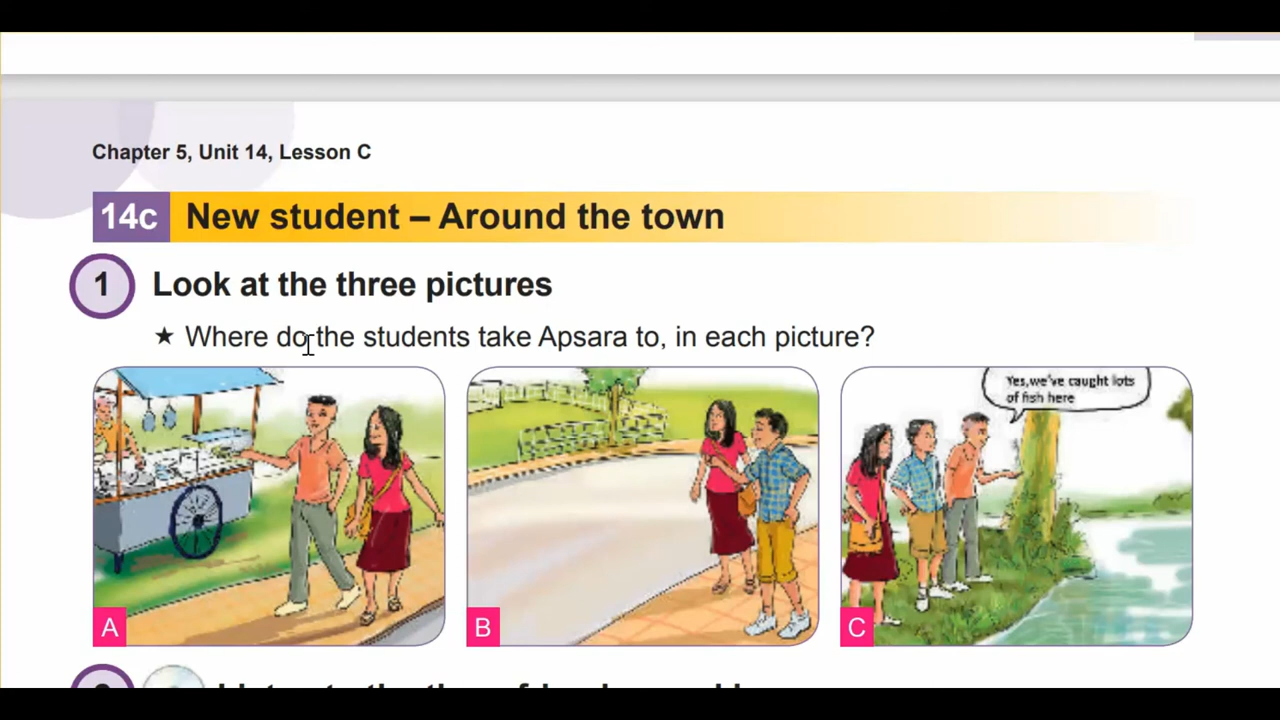 Chapter 5, Unit 14, Lesson C
14c New student – Around the town
1 Look at the three pictures
★ Where do the students take Apsara to, in each picture?
Yes,we've caught lots
of fish here
A
B
C